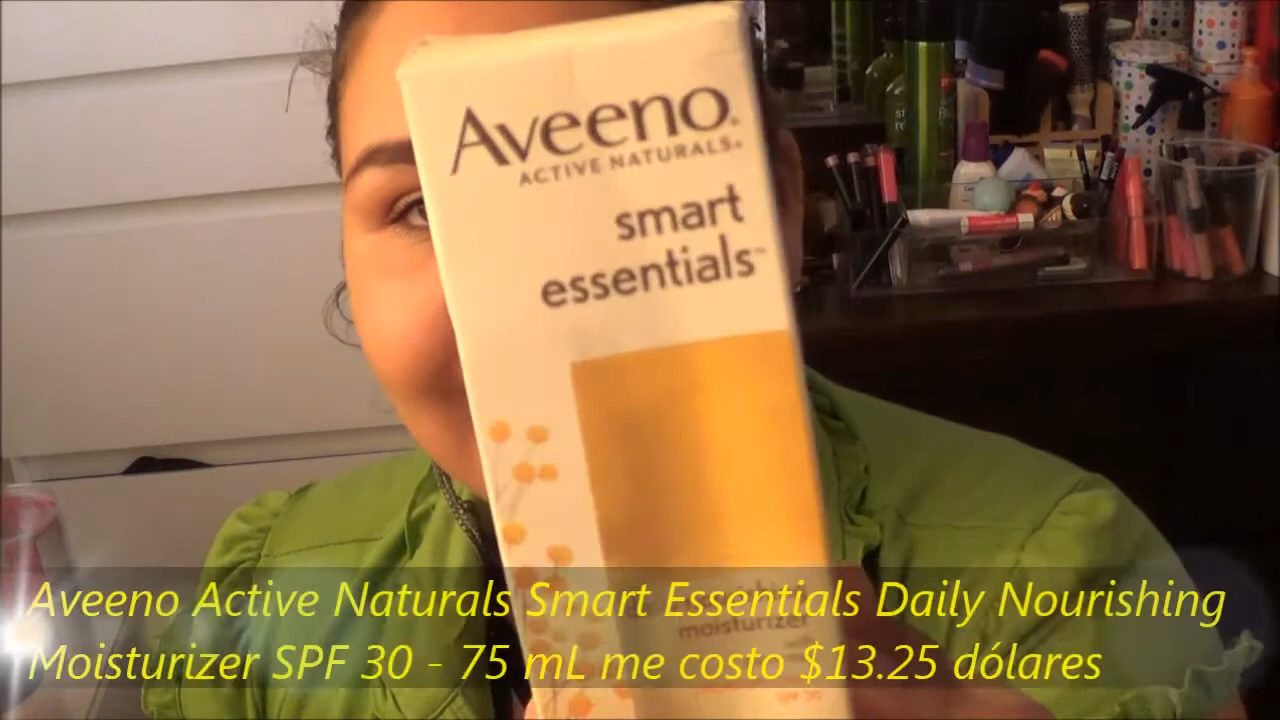 Aveeno®
ACTIVE NATURALS®
smart
essentials™
moisturizer
Aveeno Active Naturals Smart Essentials Daily Nourishing
Moisturizer SPF 30 - 75 mL me costo $13.25 dólares